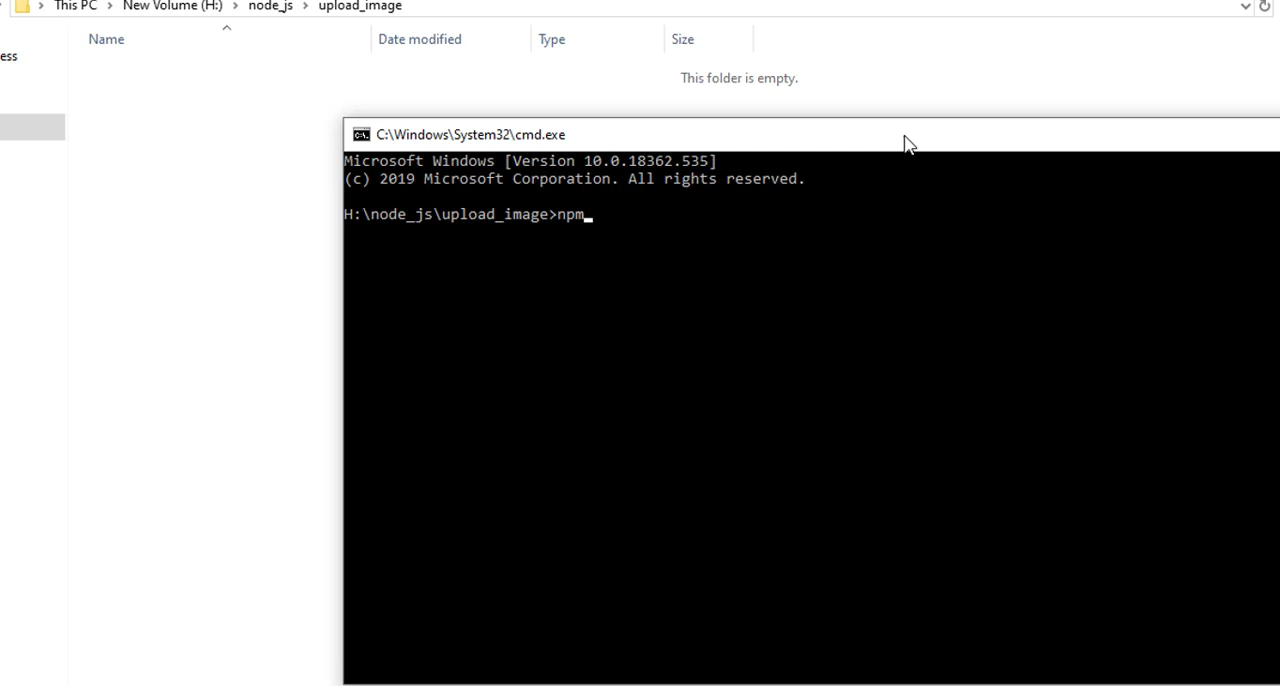 This PC > New Volume (H:) > node_js > upload_image
Name Date modified Type Size
ess
This folder is empty.
C:\Windows\System32\cmd.exe
Microsoft Windows [Version 10.0.18362.535]
(c) 2019 Microsoft Corporation. All rights reserved.
H:\node_js\upload_image>npm